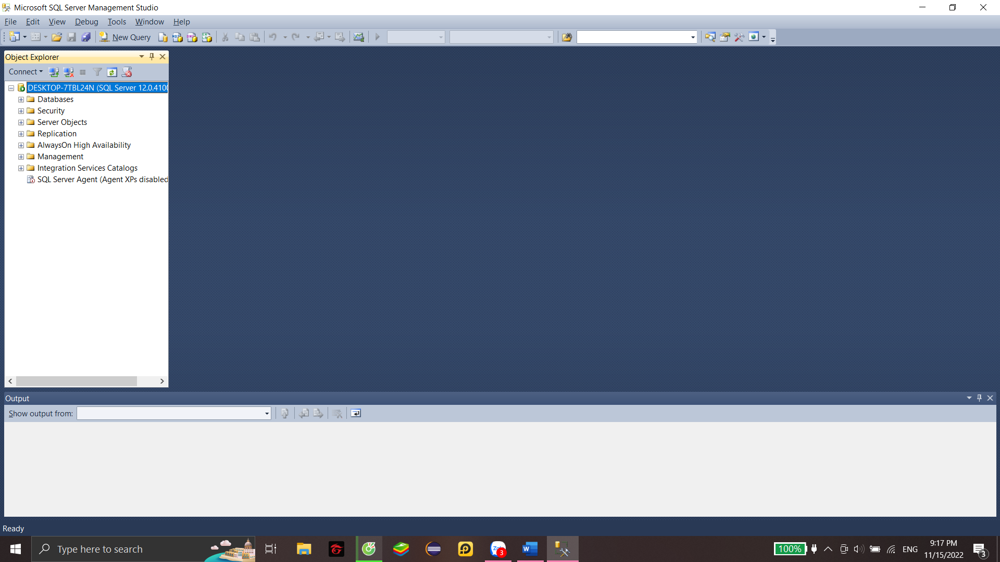 Microsoft SQL Server Management Studio
File Edit View Debug Tools Window Help
New Query
Object Explorer
Connect
DESKTOP-7TBL24N (SQL Server 12.0.4100
Databases
Security
Server Objects
Replication
AlwaysOn High Availability
Management
Integration Services Catalogs
SQL Server Agent (Agent XPs disabled
Output
Show output from:
Ready
Type here to search
3
100%
ENG
9:17 PM
11/15/2022
3